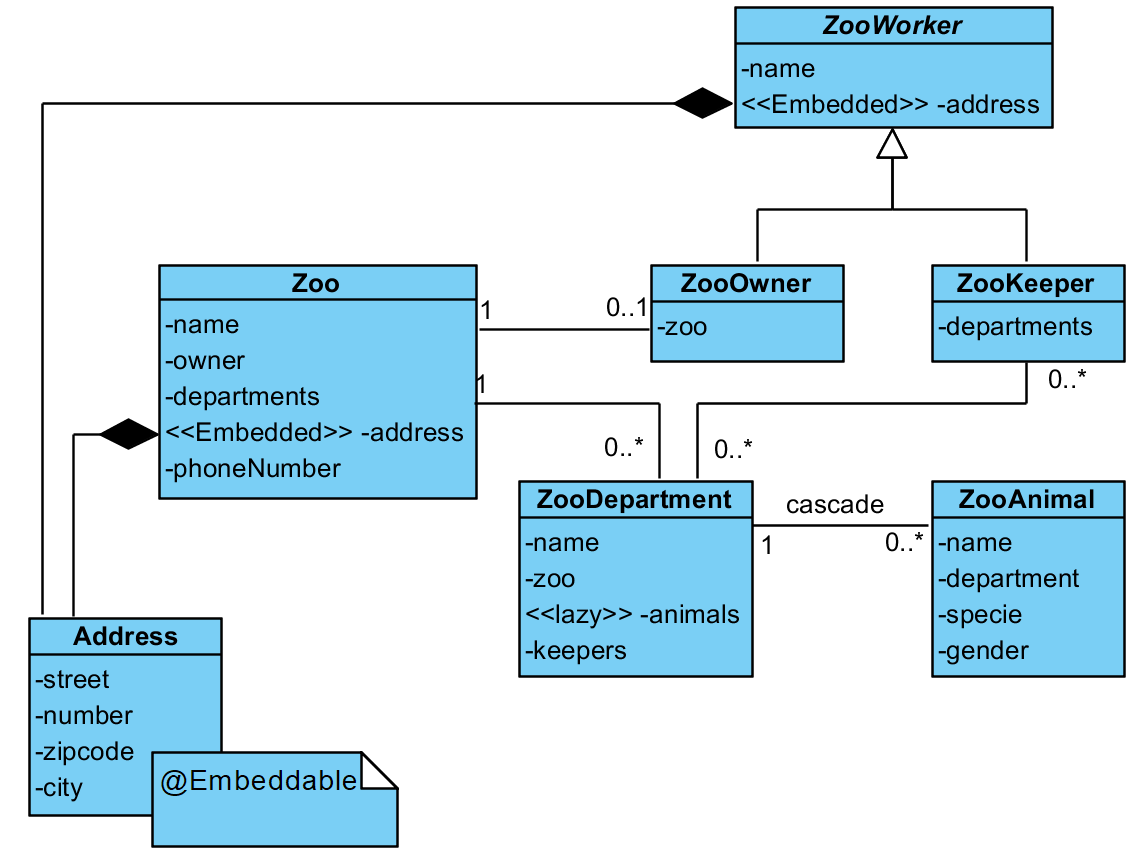 ZooWorker
-name
<<Embedded>> -address
Zoo
-name
-owner
-departments
<<Embedded>> -address
-phoneNumber
1
0..1
ZooOwner
-zoo
ZooKeeper
-departments
1
0..*
0..*
0..*
ZooDepartment
-name
-zoo
<<lazy>> -animals
-keepers
cascade
1
0..*
ZooAnimal
-name
-department
-specie
-gender
Address
-street
-number
-zipcode
-city
@Embeddable